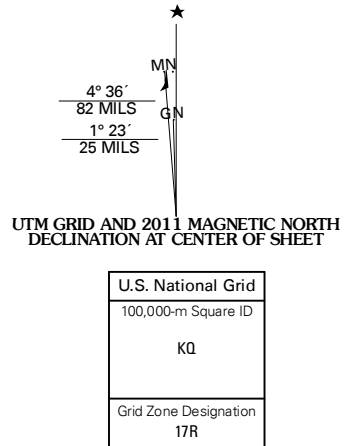 MN
4° 36´
82 MILS
GN
1° 23´
25 MILS
UTM GRID AND 2011 MAGNETIC NORTH
DECLINATION AT CENTER OF SHEET
U.S. National Grid
100,000-m Square ID
KQ
Grid Zone Designation
17R